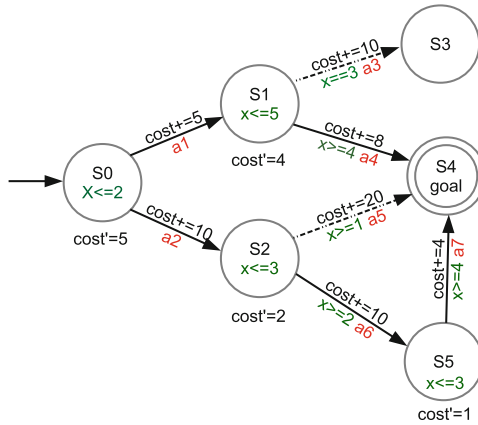 cost+=10
x==3 a3
S3
S1
x<=5
cost'=4
cost+=5
a1
cost+=8
x>=4 a4
S0
X<=2
cost'=5
S4
goal
cost+=10
a2
cost+=20
x>=1 a5
S2
x<=3
cost'=2
cost+=4
x>=4 a7
cost+=10
x>=2 a6
S5
x<=3
cost'=1